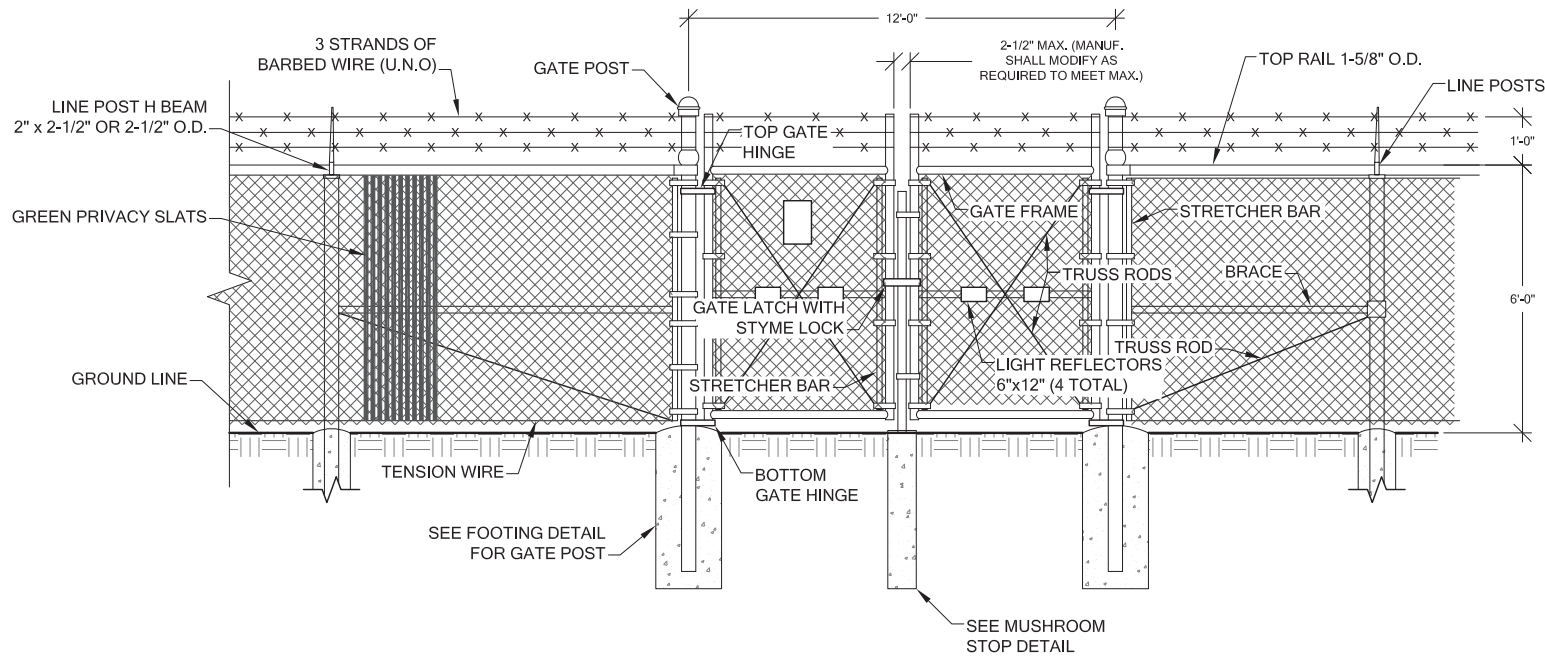 12'-0"
3 STRANDS OF
BARBED WIRE (U.N.O)
GATE POST
2-1/2" MAX. (MANUF.
SHALL MODIFY AS
REQUIRED TO MEET MAX.)
TOP RAIL 1-5/8" O.D.
LINE POSTS
LINE POST H BEAM
2" x 2-1/2" OR 2-1/2" O.D.
TOP GATE
HINGE
1'-0"
GREEN PRIVACY SLATS
GATE FRAME
STRETCHER BAR
TRUSS RODS
BRACE
6'-0"
GATE LATCH WITH
STYME LOCK
TRUSS ROD
LIGHT REFLECTORS
6"x12" (4 TOTAL)
GROUND LINE
STRETCHER BAR
TENSION WIRE
BOTTOM
GATE HINGE
SEE FOOTING DETAIL
FOR GATE POST
SEE MUSHROOM
STOP DETAIL